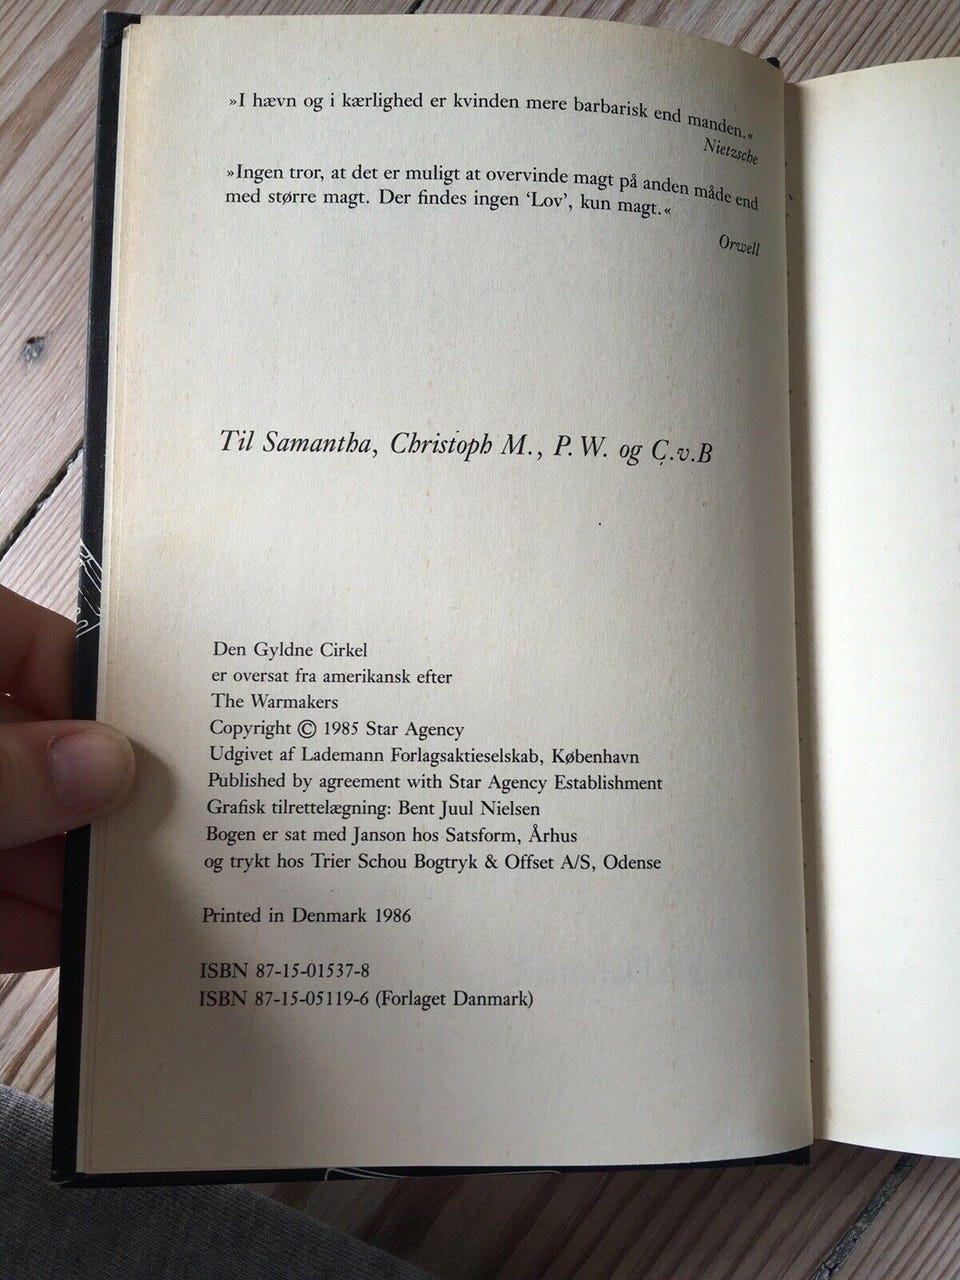 »I hævn og i kærlighed er kvinden mere barbarisk end manden.«
Nietzsche
»Ingen tror, at det er muligt at overvinde magt på anden måde end
med større magt. Der findes ingen ‘Lov’, kun magt.«
Orwell
Til Samantha, Christoph M., P. W. og C.v.B
Den Gyldne Cirkel
er oversat fra amerikansk efter
The Warmakers
Copyright © 1985 Star Agency
Udgivet af Lademann Forlagsaktieselskab, København
Published by agreement with Star Agency Establishment
Grafisk tilrettelægning: Bent Juul Nielsen
Bogen er sat med Janson hos Satsform, Århus
og trykt hos Trier Schou Bogtryk & Offset A/S, Odense
Printed in Denmark 1986
ISBN 87-15-01537-8
ISBN 87-15-05119-6 (Forlaget Danmark)